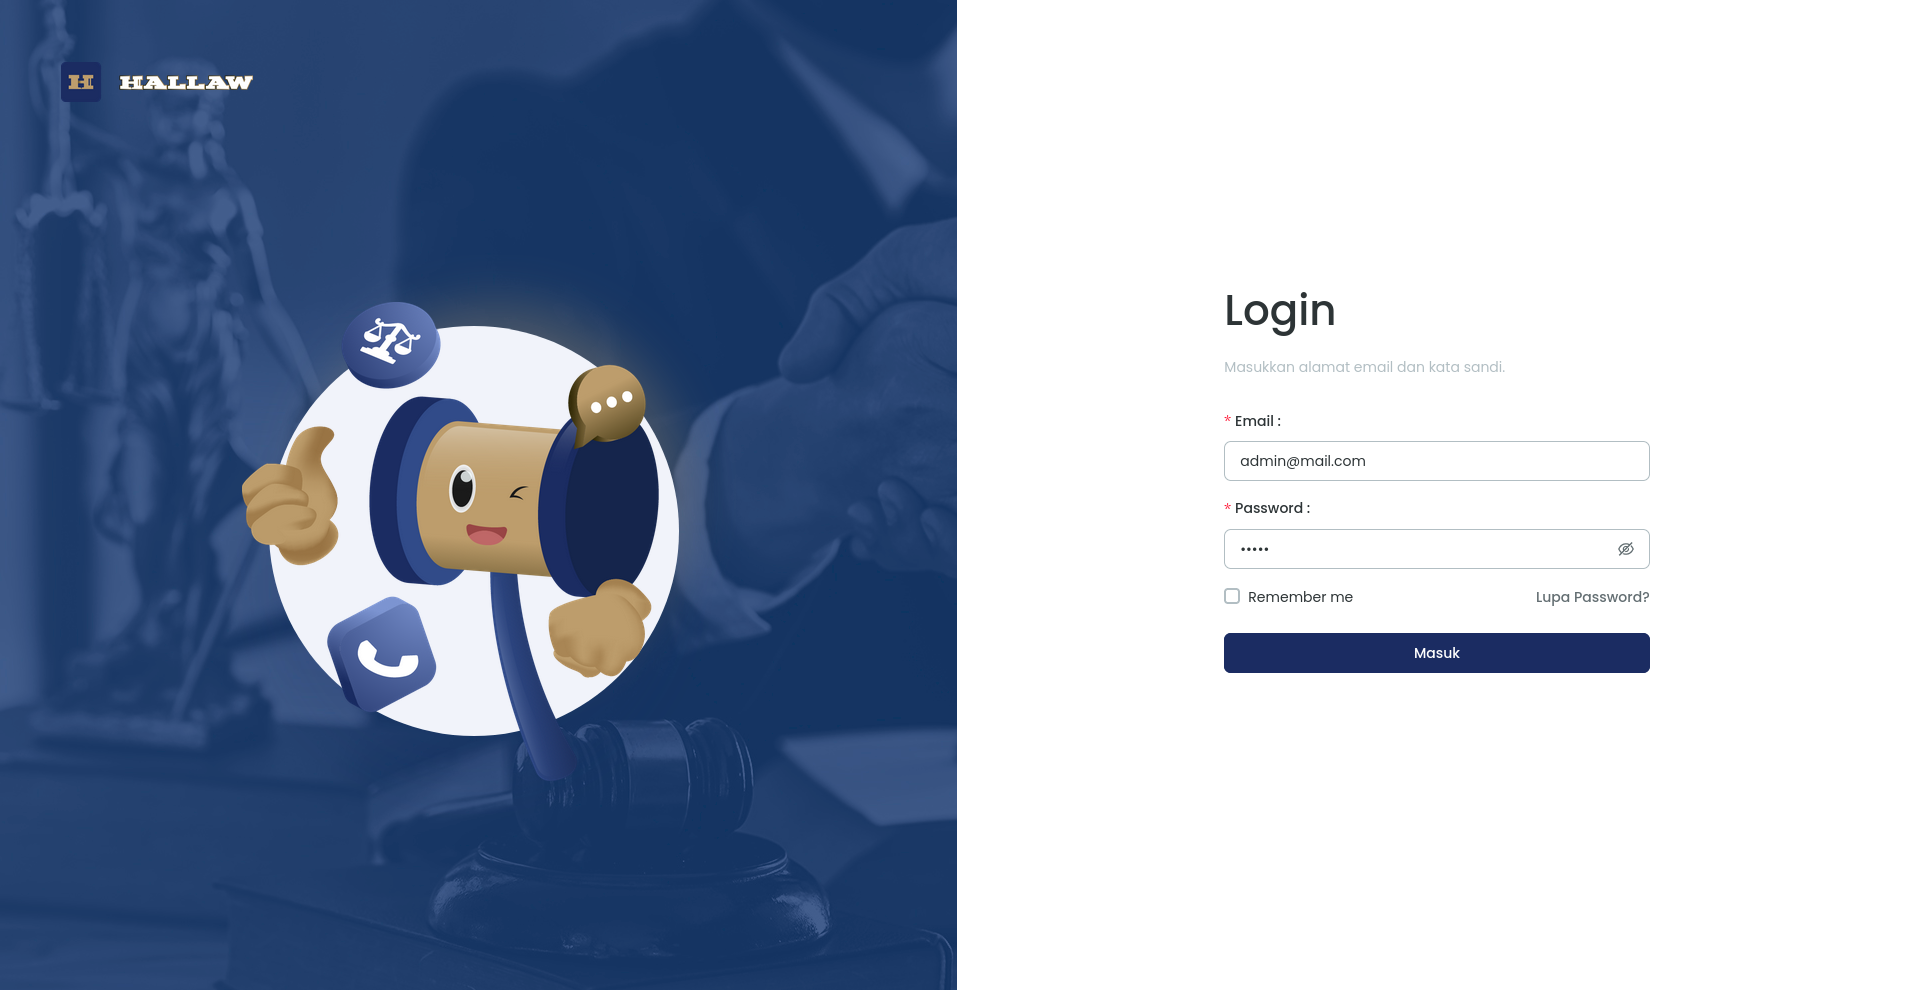 H HALLAW
Login
Masukkan alamat email dan kata sandi.
* Email :
admin@mail.com
* Password :
•••••
Remember me
Lupa Password?
Masuk